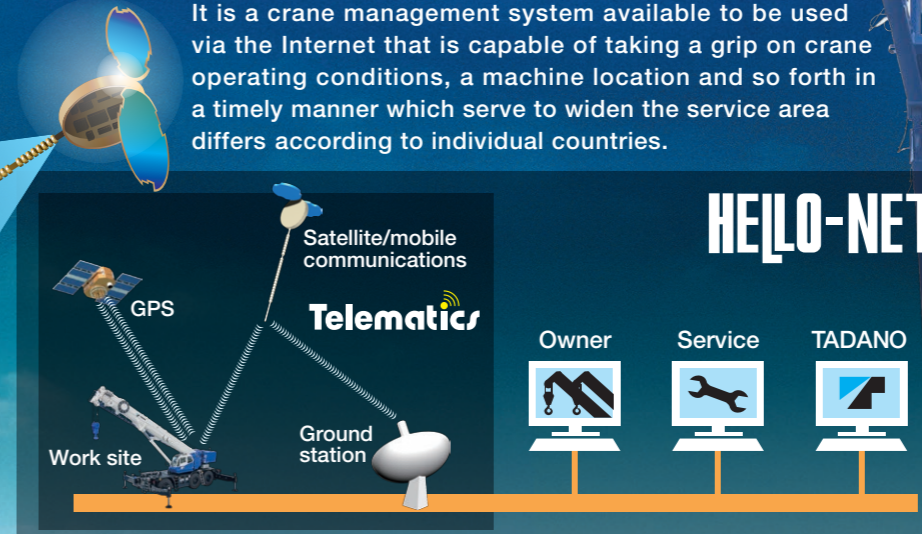 It is a crane management system available to be used
via the Internet that is capable of taking a grip on crane
operating conditions, a machine location and so forth in
a timely manner which serve to widen the service area
differs according to individual countries.
HELLO-NET
Satellite/mobile
communications
GPS
Telematics
Owner
Service
TADANO
Work site
Ground
station